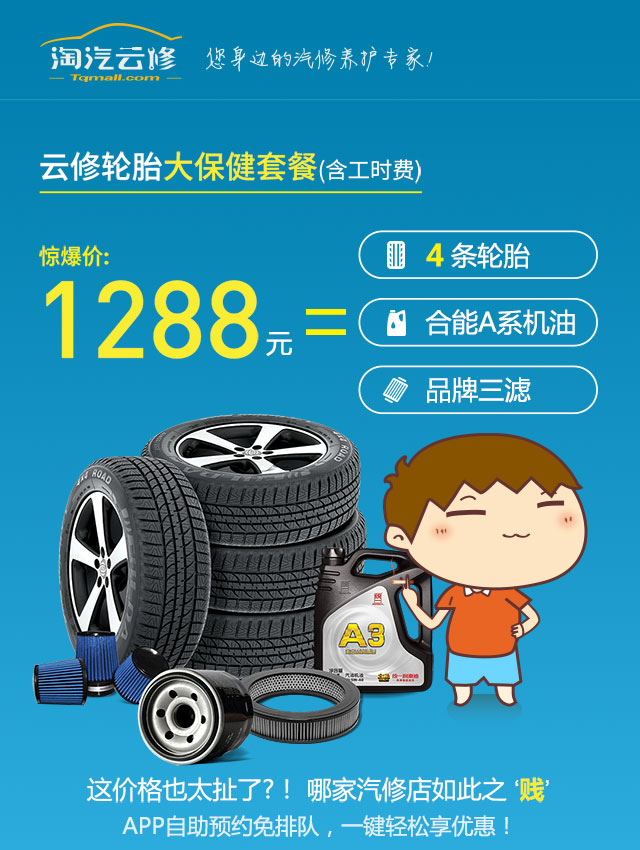 淘汽云修
Tqmall.com
您身边的汽修养护专家!
云修轮胎大保健套餐(含工时费)
惊爆价:
1288元
=
4条轮胎
合能A系机油
品牌三滤
A3
这价格也太扯了?！哪家汽修店如此之‘贱’
APP自助预约免排队，一键轻松享优惠！